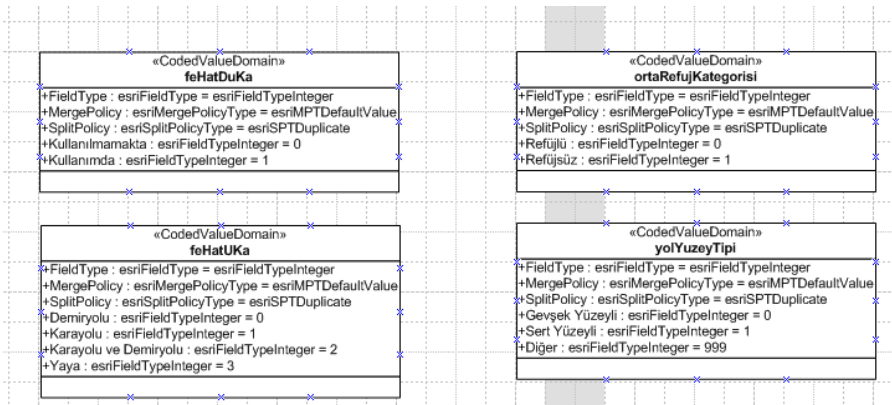 «CodedValueDomain»
feHatDuKa
+FieldType : esriFieldType = esriFieldTypeInteger
+MergePolicy : esriMergePolicyType = esriMPTDefaultValue
+SplitPolicy : esriSplitPolicyType = esriSPTDuplicate
+Kullanılmamakta : esriFieldTypeInteger = 0
+Kullanımda : esriFieldTypeInteger = 1
«CodedValueDomain»
ortaRefujKategorisi
+FieldType : esriFieldType = esriFieldTypeInteger
+MergePolicy : esriMergePolicyType = esriMPTDefaultValue
+SplitPolicy : esriSplitPolicyType = esriSPTDuplicate
+Refüjlü : esriFieldTypeInteger = 0
+Refüjsüz : esriFieldTypeInteger = 1
«CodedValueDomain»
feHatUKa
+FieldType : esriFieldType = esriFieldTypeInteger
+MergePolicy : esriMergePolicyType = esriMPTDefaultValue
+SplitPolicy : esriSplitPolicyType = esriSPTDuplicate
+Demiryolu : esriFieldTypeInteger = 0
+Karayolu : esriFieldTypeInteger = 1
+Karayolu ve Demiryolu : esriFieldTypeInteger = 2
+Yaya : esriFieldTypeInteger = 3
«CodedValueDomain»
yolYuzeyTipi
+FieldType : esriFieldType = esriFieldTypeInteger
+MergePolicy : esriMergePolicyType = esriMPTDefaultValue
+SplitPolicy : esriSplitPolicyType = esriSPTDuplicate
+Gevşek Yüzeyli : esriFieldTypeInteger = 0
+Sert Yüzeyli : esriFieldTypeInteger = 1
+Diğer : esriFieldTypeInteger = 999